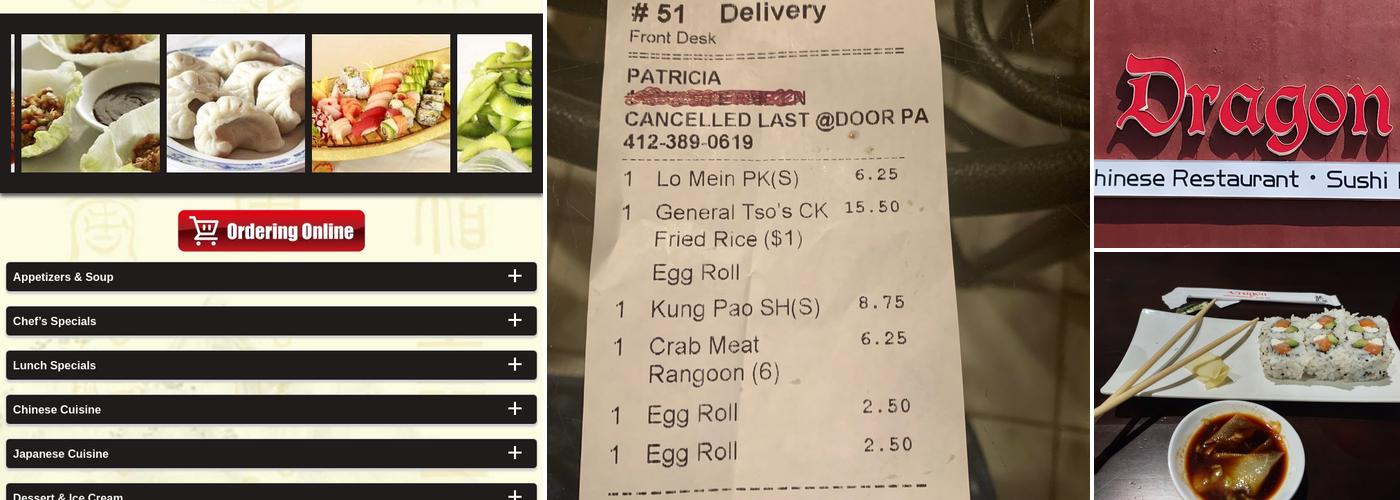 Ordering Online
Appetizers & Soup
Chef's Specials
Lunch Specials
Chinese Cuisine
Japanese Cuisine
Dessert & Ice Cream
# 51 Delivery
Front Desk
PATRICIA
CANCELLED LAST @DOOR PA
412-389-0619
1 Lo Mein PK(S) 6.25
1 General Tso's CK 15.50
Fried Rice ($1)
Egg Roll
1 Kung Pao SH(S) 8.75
1 Crab Meat 6.25
Rangoon (6)
1 Egg Roll 2.50
1 Egg Roll 2.50
Dragon
hinese Restaurant • Sushi
Dragon